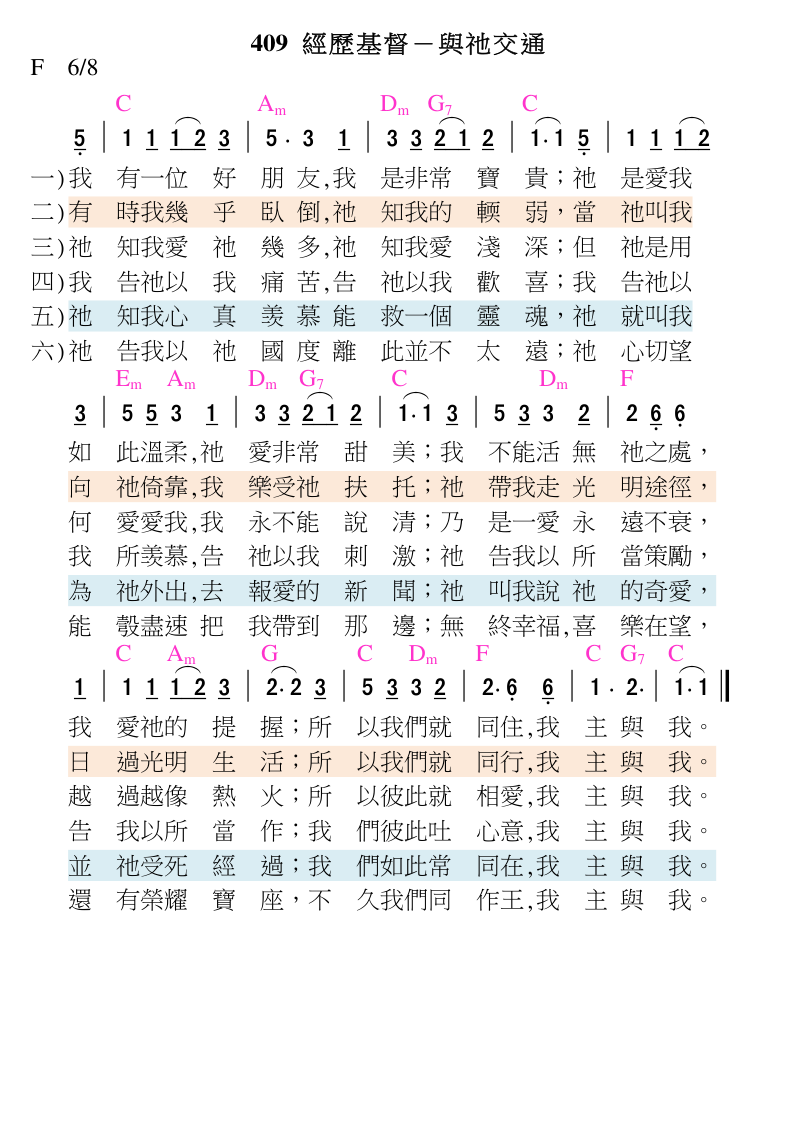 409 經歷基督－與祂交通
F 6/8
C Am Dm G7 C
5 | 1 1 1 2 3 | 5 · 3 1 | 3 3 2 1 2 | 1 · 1 5 | 1 1 1 2
一)我 有一位 好 朋 友,我 是非常 寶 貴；祂 是愛我
二)有 時我幾 乎 臥 倒,祂 知我的 輭 弱，當 祂叫我
三)祂 知我愛 祂 幾 多,祂 知我愛 淺 深；但 祂是用
四)我 告祂以 我 痛 苦,告 祂以我 歡 喜；我 告祂以
五)祂 知我心 真 羨 慕 能 救一個 靈 魂，祂 就叫我
六)祂 告我以 祂 國 度 離 此並不 太 遠；祂 心切望
Em Am Dm G7 C Dm F
3 | 5 5 3 1 | 3 3 2 1 2 | 1 · 1 3 | 5 3 3 2 | 2 6 6
如 此溫柔,祂 愛非常 甜 美；我 不能活 無 祂之處，
向 祂倚靠,我 樂受祂 扶 托；祂 帶我走 光 明途徑，
何 愛愛我,我 永不能 說 清；乃 是一愛 永 遠不衰，
我 所羨慕,告 祂以我 刺 激；祂 告我以 所 當策勵，
為 祂外出,去 報愛的 新 聞；祂 叫我說 祂 的奇愛，
能 彀盡速 把 我帶到 那 邊；無 終幸福,喜 樂在望，
C Am G C Dm F C G7 C
1 | 1 1 1 2 3 | 2 · 2 3 | 5 3 3 2 | 2 · 6 6 | 1 · 2 · | 1 · 1 ‖
我 愛祂的 提 握；所 以我們就 同住,我 主 與 我。
日 過光明 生 活；所 以我們就 同行,我 主 與 我。
越 過越像 熱 火；所 以彼此就 相愛,我 主 與 我。
告 我以所 當 作；我 們彼此吐 心意,我 主 與 我。
並 祂受死 經 過；我 們如此常 同在,我 主 與 我。
還 有榮耀 寶 座，不 久我們同 作王,我 主 與 我。